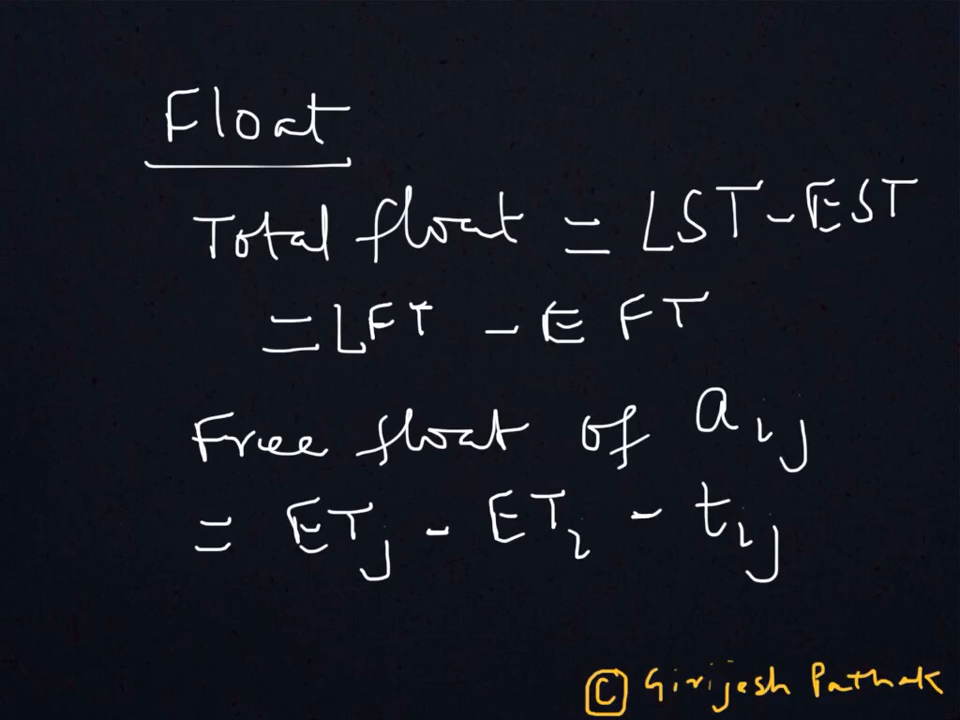 Float
Total float = LST - EST
= LFT - EFT
Free float of a_ij
= ET_j - ET_i - t_ij
© Girijesh Pathak